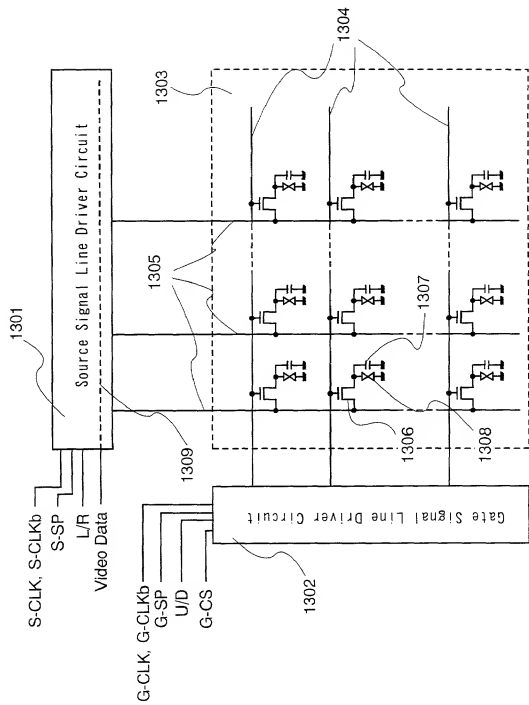 1301
Source Signal Line Driver Circuit
S-CLK, S-CLKb
S-SP
L/R
Video Data
1309
1305
1303
1304
G-CLK, G-CLKb
G-SP
U/D
G-CS
Gate Signal Line Driver Circuit
1302
1306
1308
1307